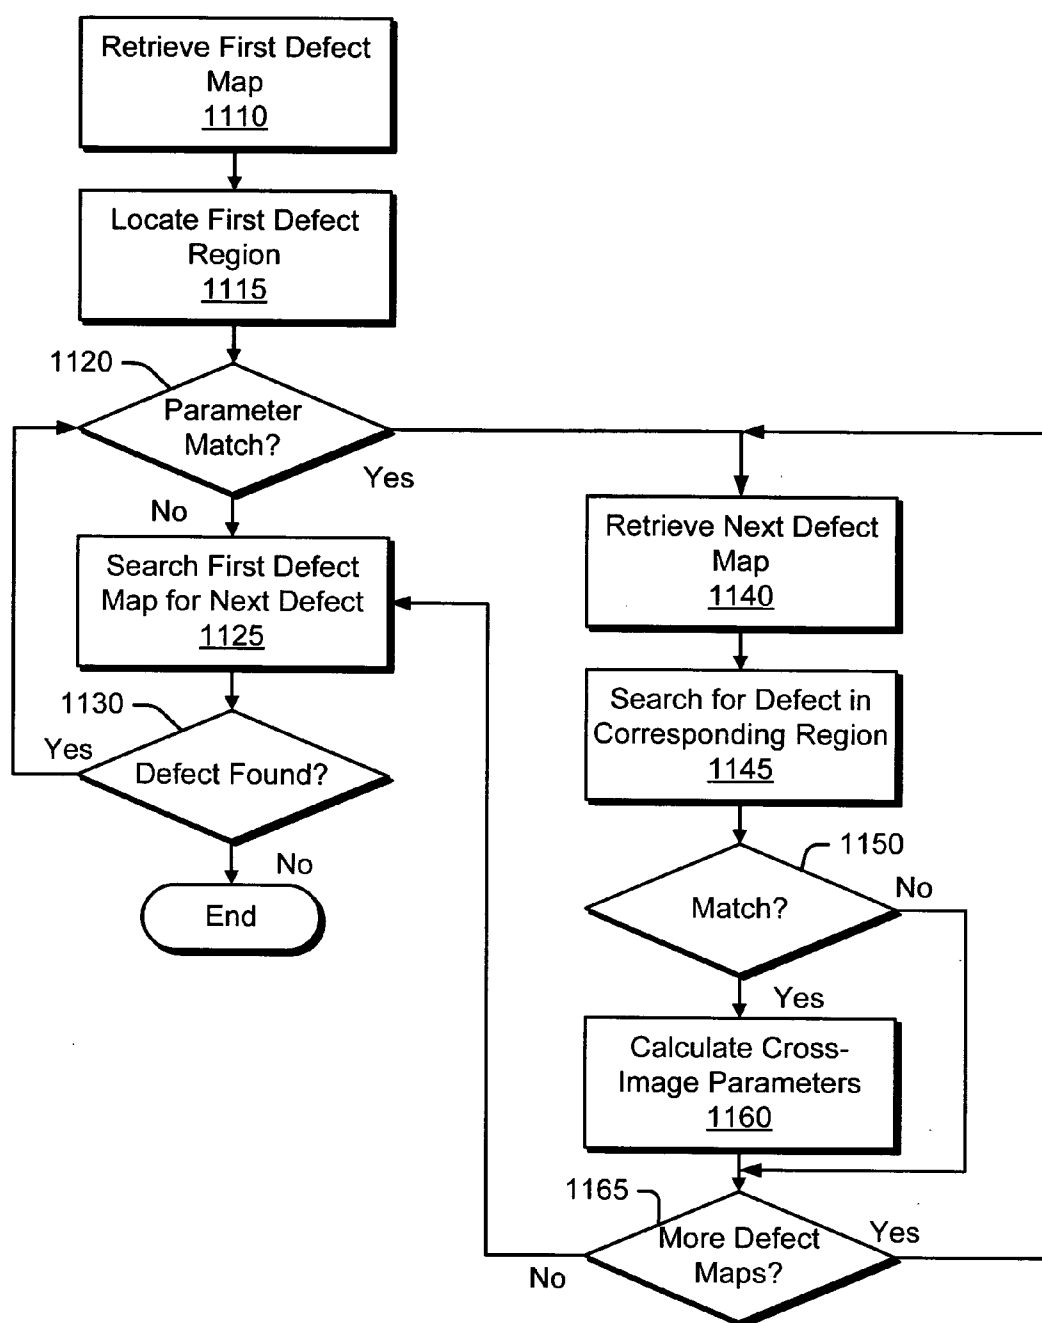 Retrieve First Defect
Map
1110
Locate First Defect
Region
1115
1120
Parameter
Match?
Yes
No
Search First Defect
Map for Next Defect
1125
1130
Yes
Defect Found?
No
End
Retrieve Next Defect
Map
1140
Search for Defect in
Corresponding Region
1145
1150
No
Match?
Yes
Calculate Cross-
Image Parameters
1160
1165
More Defect
Maps?
Yes
No